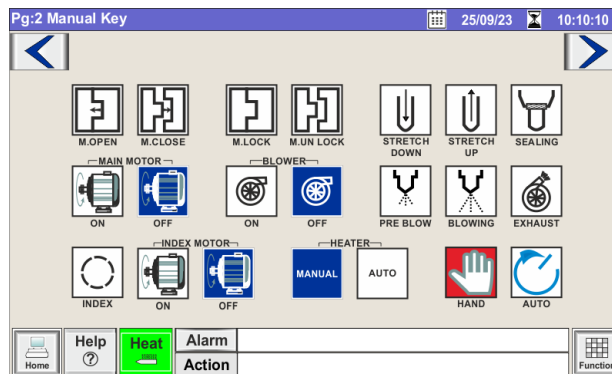 Pg:2 Manual Key 25/09/23 10:10:10
M.OPEN M.CLOSE M.LOCK M.UN LOCK STRETCH DOWN STRETCH UP SEALING
MAIN MOTOR BLOWER
ON OFF ON OFF PRE BLOW BLOWING EXHAUST
INDEX MOTOR HEATER
MANUAL AUTO
INDEX ON OFF HAND AUTO
Home Help ? Heat Alarm Action Function